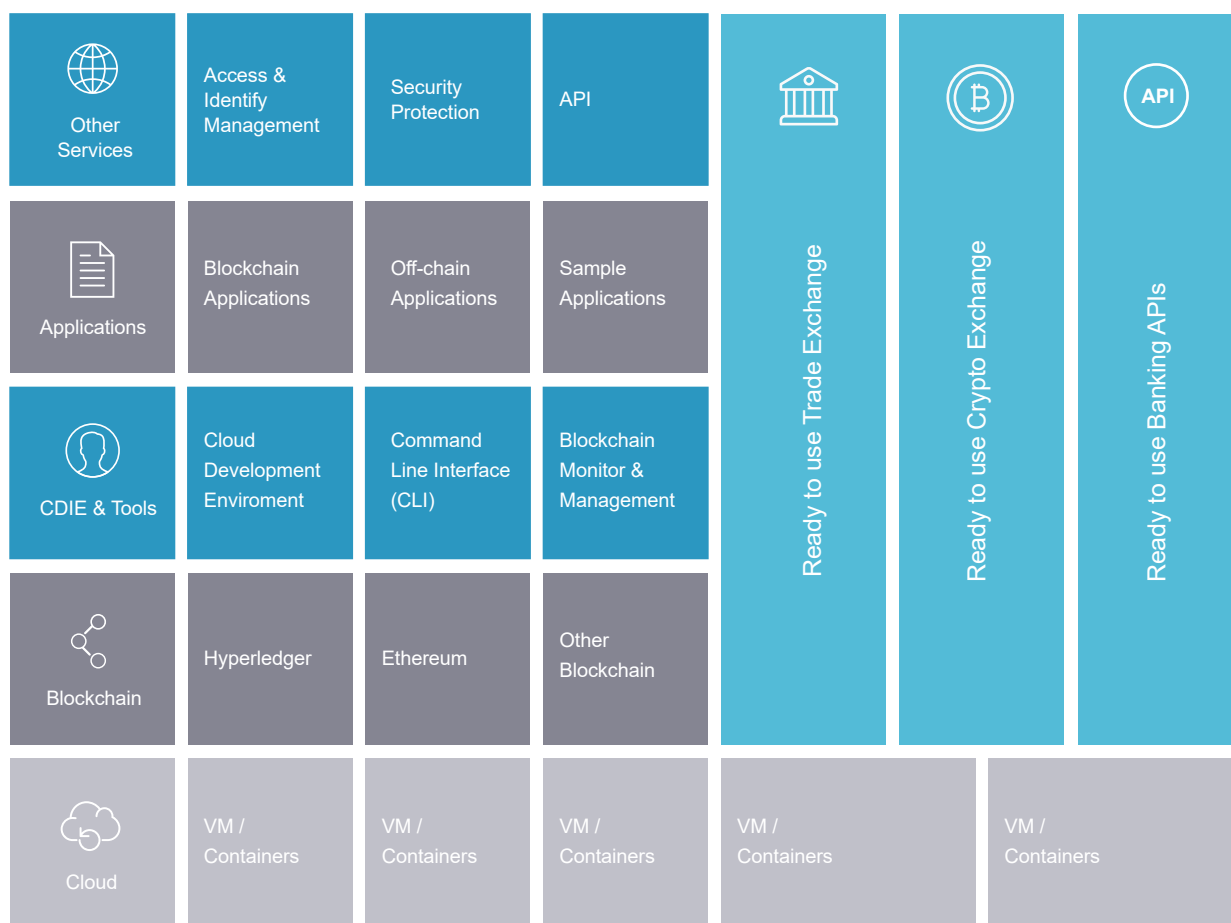 Other
Services
Access &
Identify
Management
Security
Protection
API
API
Applications
Blockchain
Applications
Off-chain
Applications
Sample
Applications
Ready to use Trade Exchange
Ready to use Crypto Exchange
Ready to use Banking APIs
CDIE & Tools
Cloud
Development
Enviroment
Command
Line Interface
(CLI)
Blockchain
Monitor &
Management
Blockchain
Hyperledger
Ethereum
Other
Blockchain
Cloud
VM /
Containers
VM /
Containers
VM /
Containers
VM /
Containers
VM /
Containers